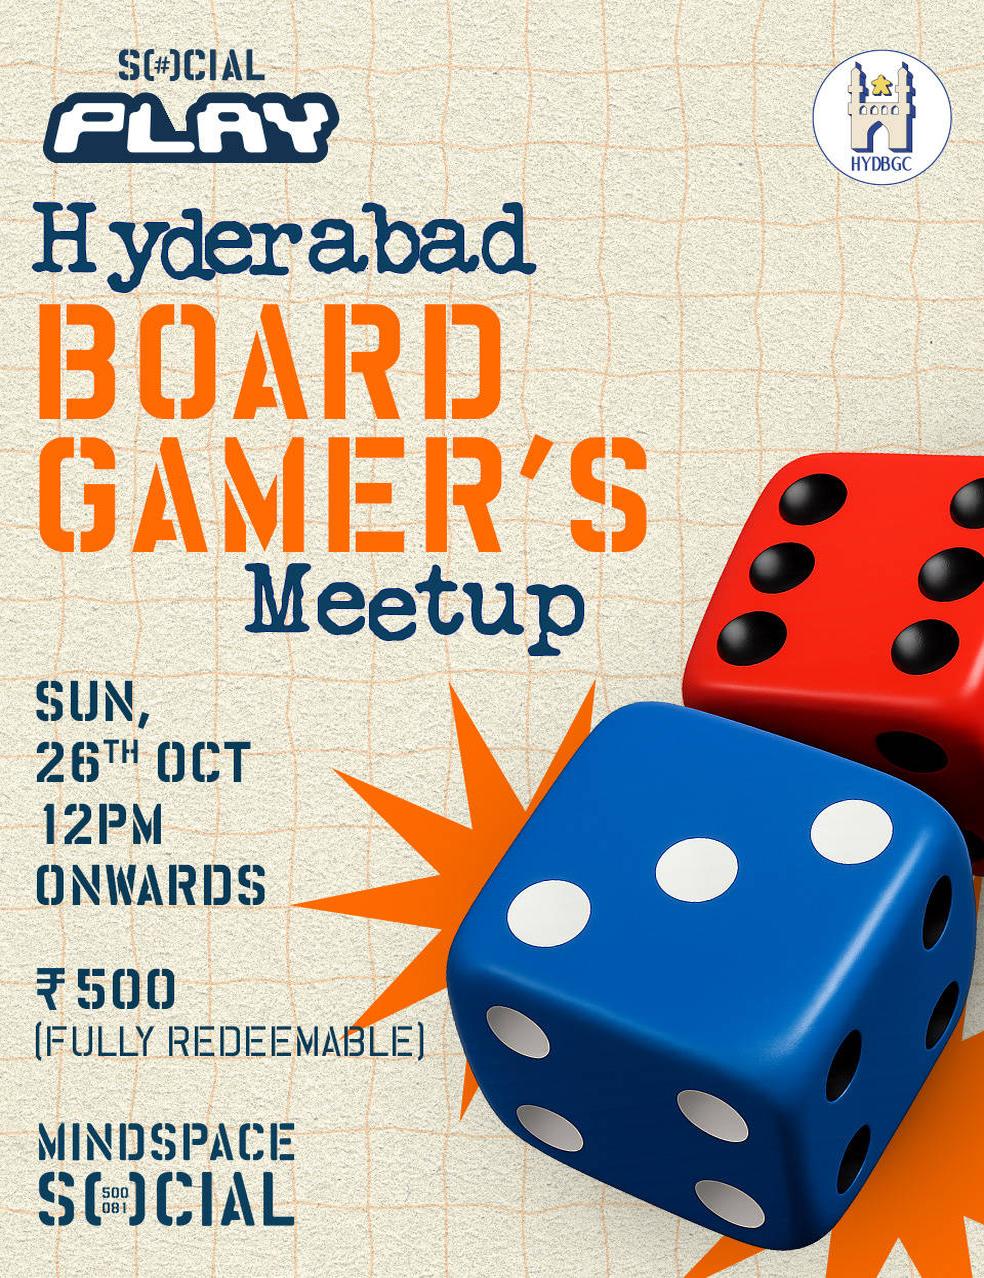 S(#)CIAL
PLAY
HYDBGC
Hyderabad
BOARD
GAMER'S
Meetup
SUN,
26TH OCT
12PM
ONWARDS
₹500
(FULLY REDEEMABLE)
MINDSPACE
S(500 081)CIAL